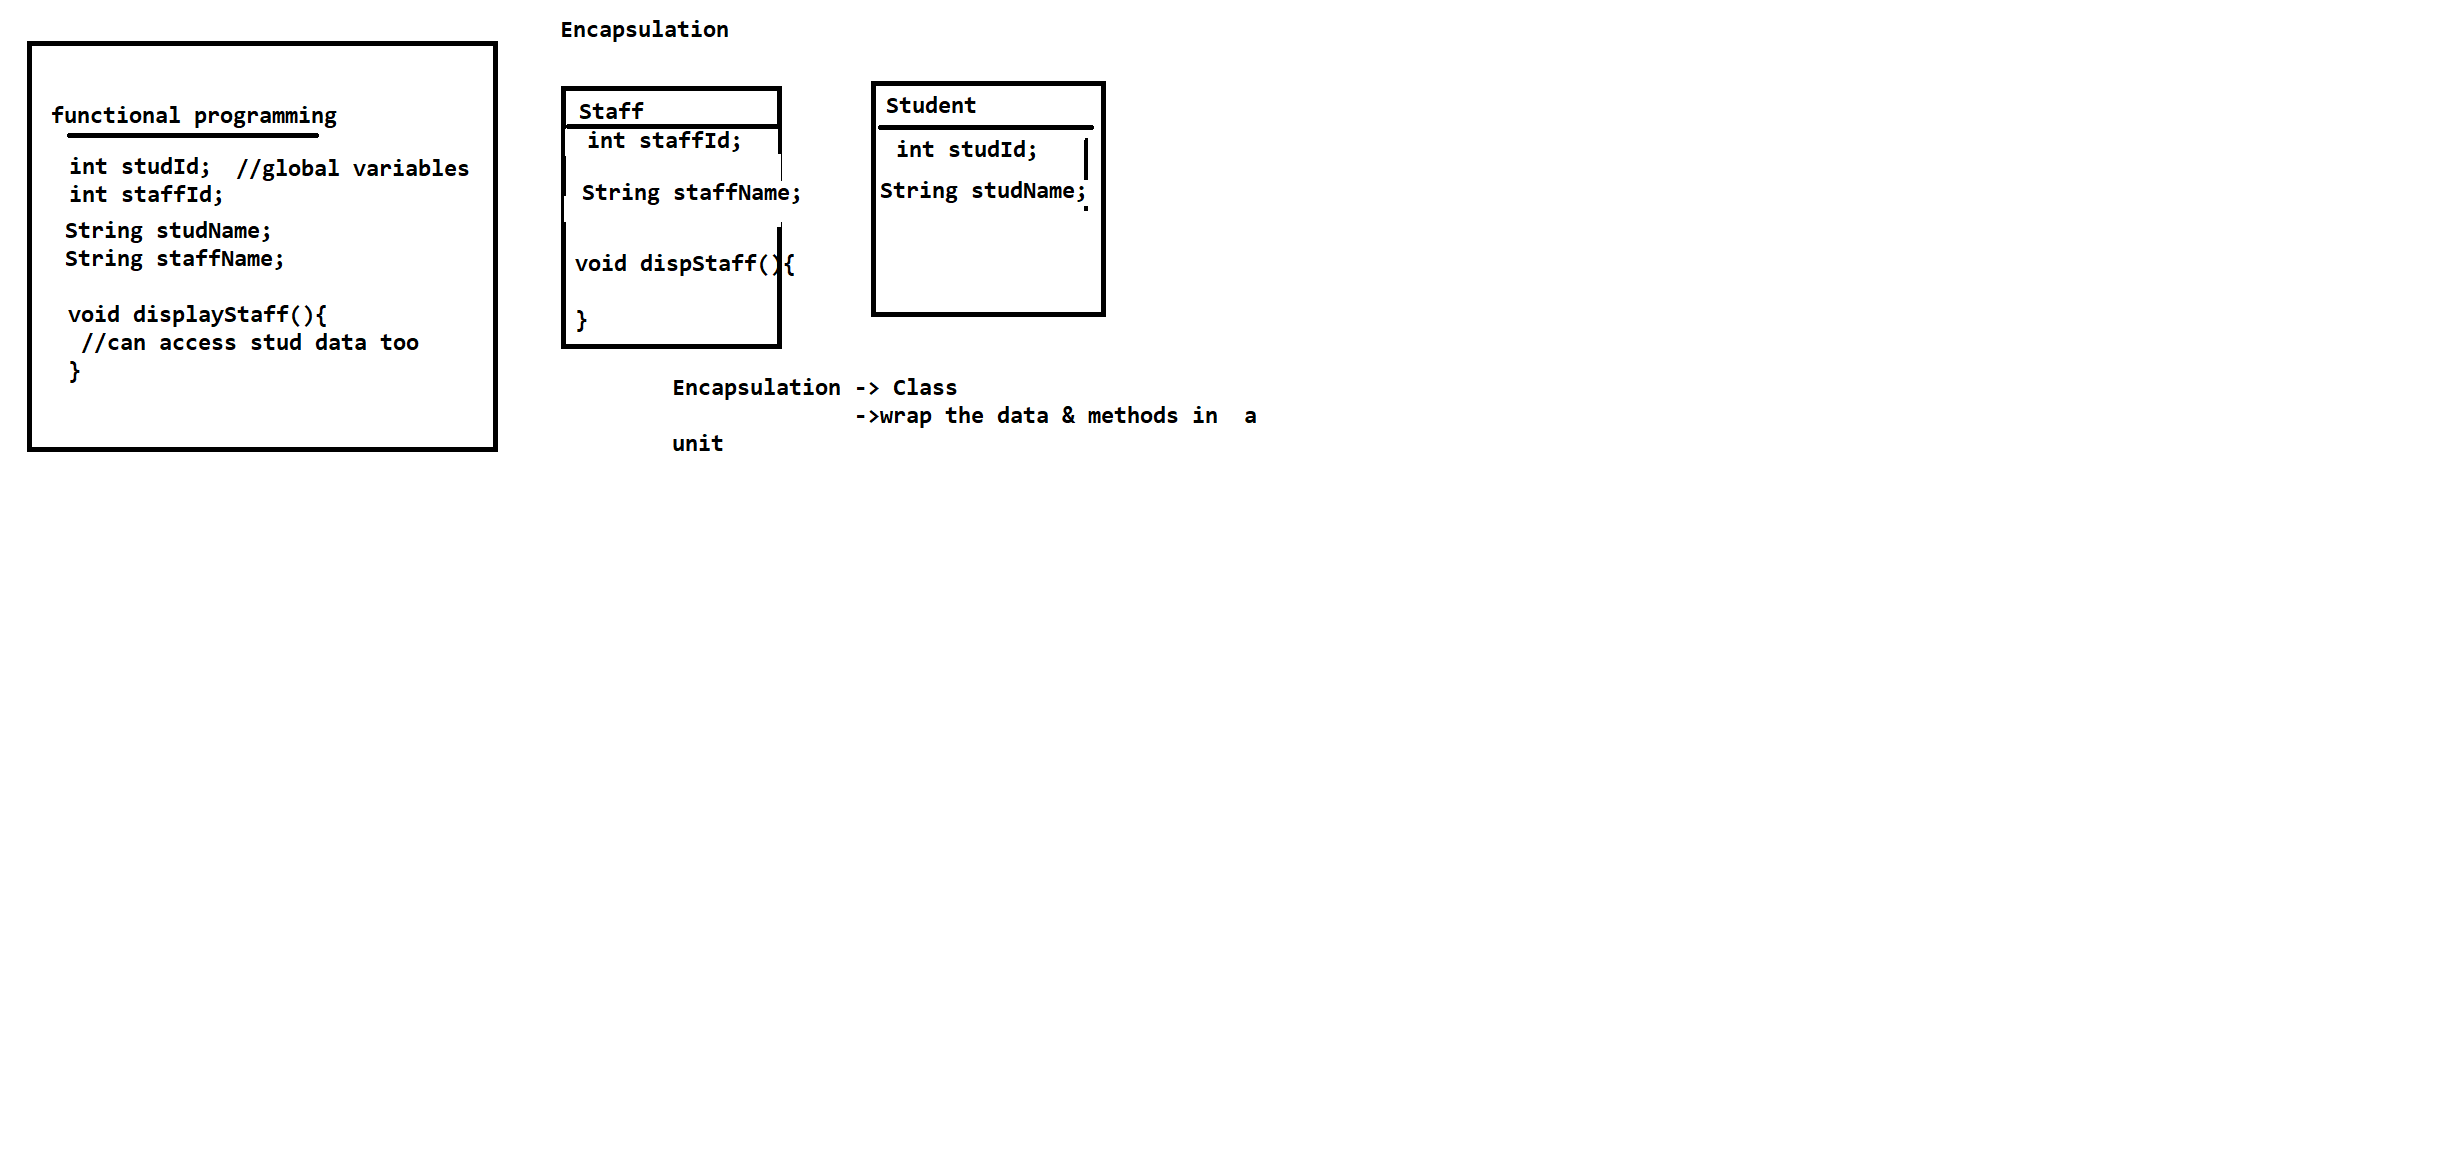 functional programming
int studId;  //global variables
int staffId;
String studName;
String staffName;
void displayStaff(){
//can access stud data too
}
Encapsulation
Staff
int staffId;
String staffName;
void dispStaff(){
}
Student
int studId;
String studName;
Encapsulation -> Class
->wrap the data & methods in  a
unit